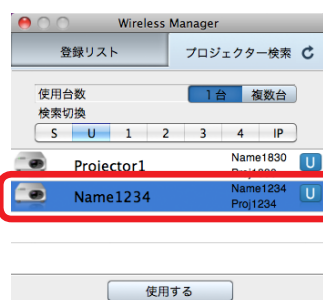 Wireless Manager
登録リスト プロジェクター検索
使用台数 1台 複数台
検索切換
S U 1 2 3 4 IP
Projector1 Name1830 U
Name1234 Name1234 U
Proj1234
使用する